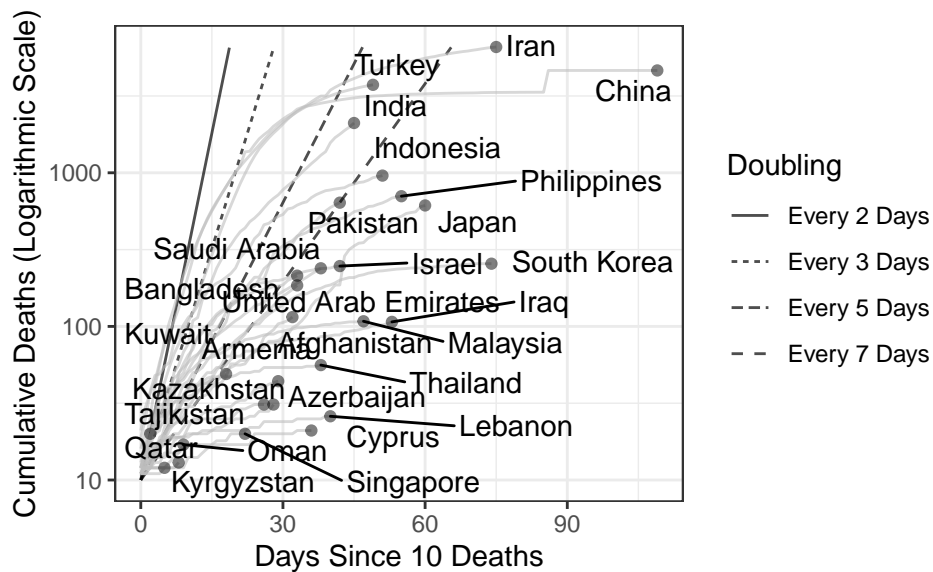 Cumulative Deaths (Logarithmic Scale)
1000
100
10
Iran
Turkey
China
India
Indonesia
Philippines
Pakistan
Japan
Saudi Arabia
Israel
South Korea
Bangladesh
United Arab Emirates
Iraq
Kuwait
Armenia
Afghanistan
Malaysia
Thailand
Kazakhstan
Azerbaijan
Tajikistan
Lebanon
Cyprus
Qatar
Oman
Kyrgyzstan
Singapore
0
30
60
90
Days Since 10 Deaths
Doubling
Every 2 Days
Every 3 Days
Every 5 Days
Every 7 Days